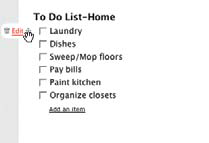 To Do List-Home
Edit
Laundry
Dishes
Sweep/Mop floors
Pay bills
Paint kitchen
Organize closets
Add an item